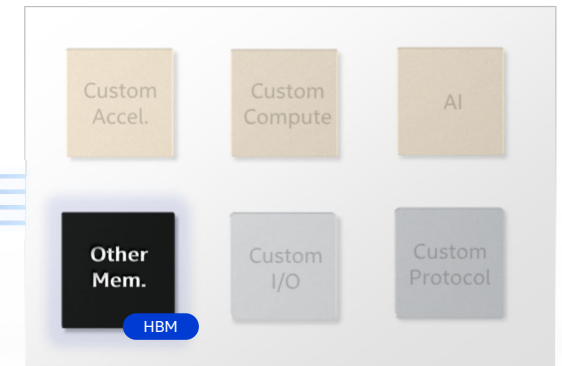 Custom
Accel.
Custom
Compute
AI
Other
Mem.
HBM
Custom
I/O
Custom
Protocol